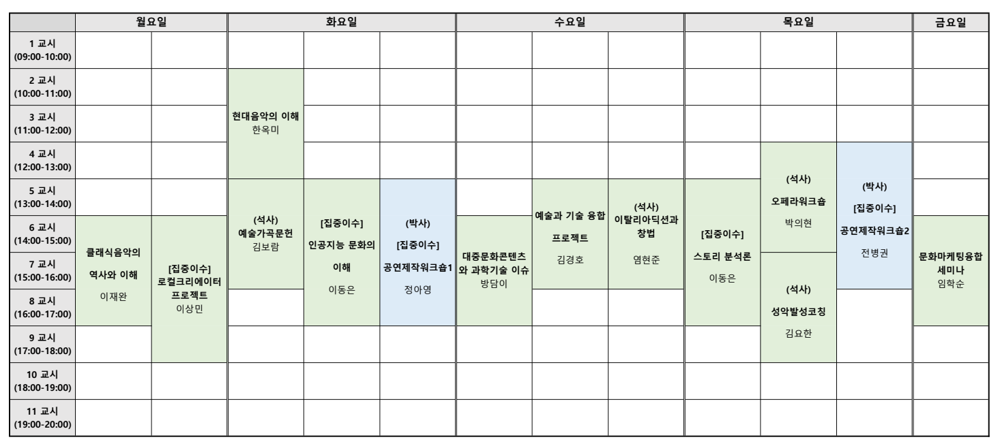 월요일
화요일
수요일
목요일
금요일
1 교시
(09:00-10:00)
2 교시
(10:00-11:00)
3 교시
(11:00-12:00)
4 교시
(12:00-13:00)
5 교시
(13:00-14:00)
6 교시
(14:00-15:00)
7 교시
(15:00-16:00)
8 교시
(16:00-17:00)
9 교시
(17:00-18:00)
10 교시
(18:00-19:00)
11 교시
(19:00-20:00)
클래식음악의
역사와 이해
이재완
[집중이수]
로컬크리에이터
프로젝트
이상민
현대음악의 이해
한옥미
(석사)
예술가곡문헌
김보람
[집중이수]
인공지능 문화의
이해
이동은
(박사)
[집중이수]
공연제작워크숍1
정아영
대중문화콘텐츠
와 과학기술 이슈
방담이
예술과 기술 융합
프로젝트
김경호
(석사)
이탈리아딕션과
창법
염현준
[집중이수]
스토리 분석론
이동은
(석사)
오페라워크숍
박의현
(석사)
성악발성코칭
김요한
(박사)
[집중이수]
공연제작워크숍2
전병권
문화마케팅융합
세미나
임학순